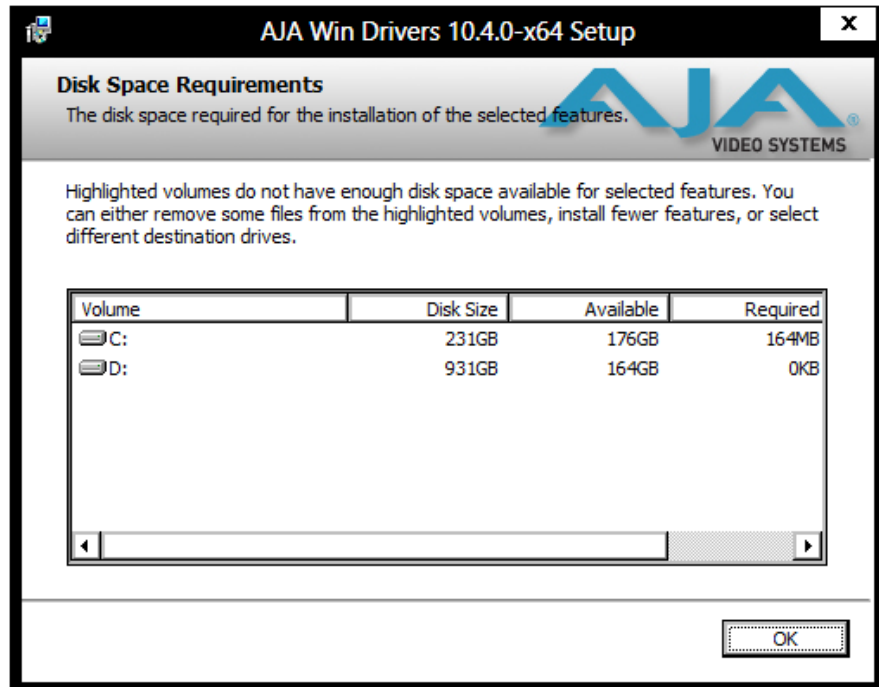 AJA Win Drivers 10.4.0-x64 Setup
x
Disk Space Requirements
The disk space required for the installation of the selected features.
AJA®
VIDEO SYSTEMS
Highlighted volumes do not have enough disk space available for selected features. You
can either remove some files from the highlighted volumes, install fewer features, or select
different destination drives.
Volume Disk Size Available Required
C: 231GB 176GB 164MB
D: 931GB 164GB 0KB
OK